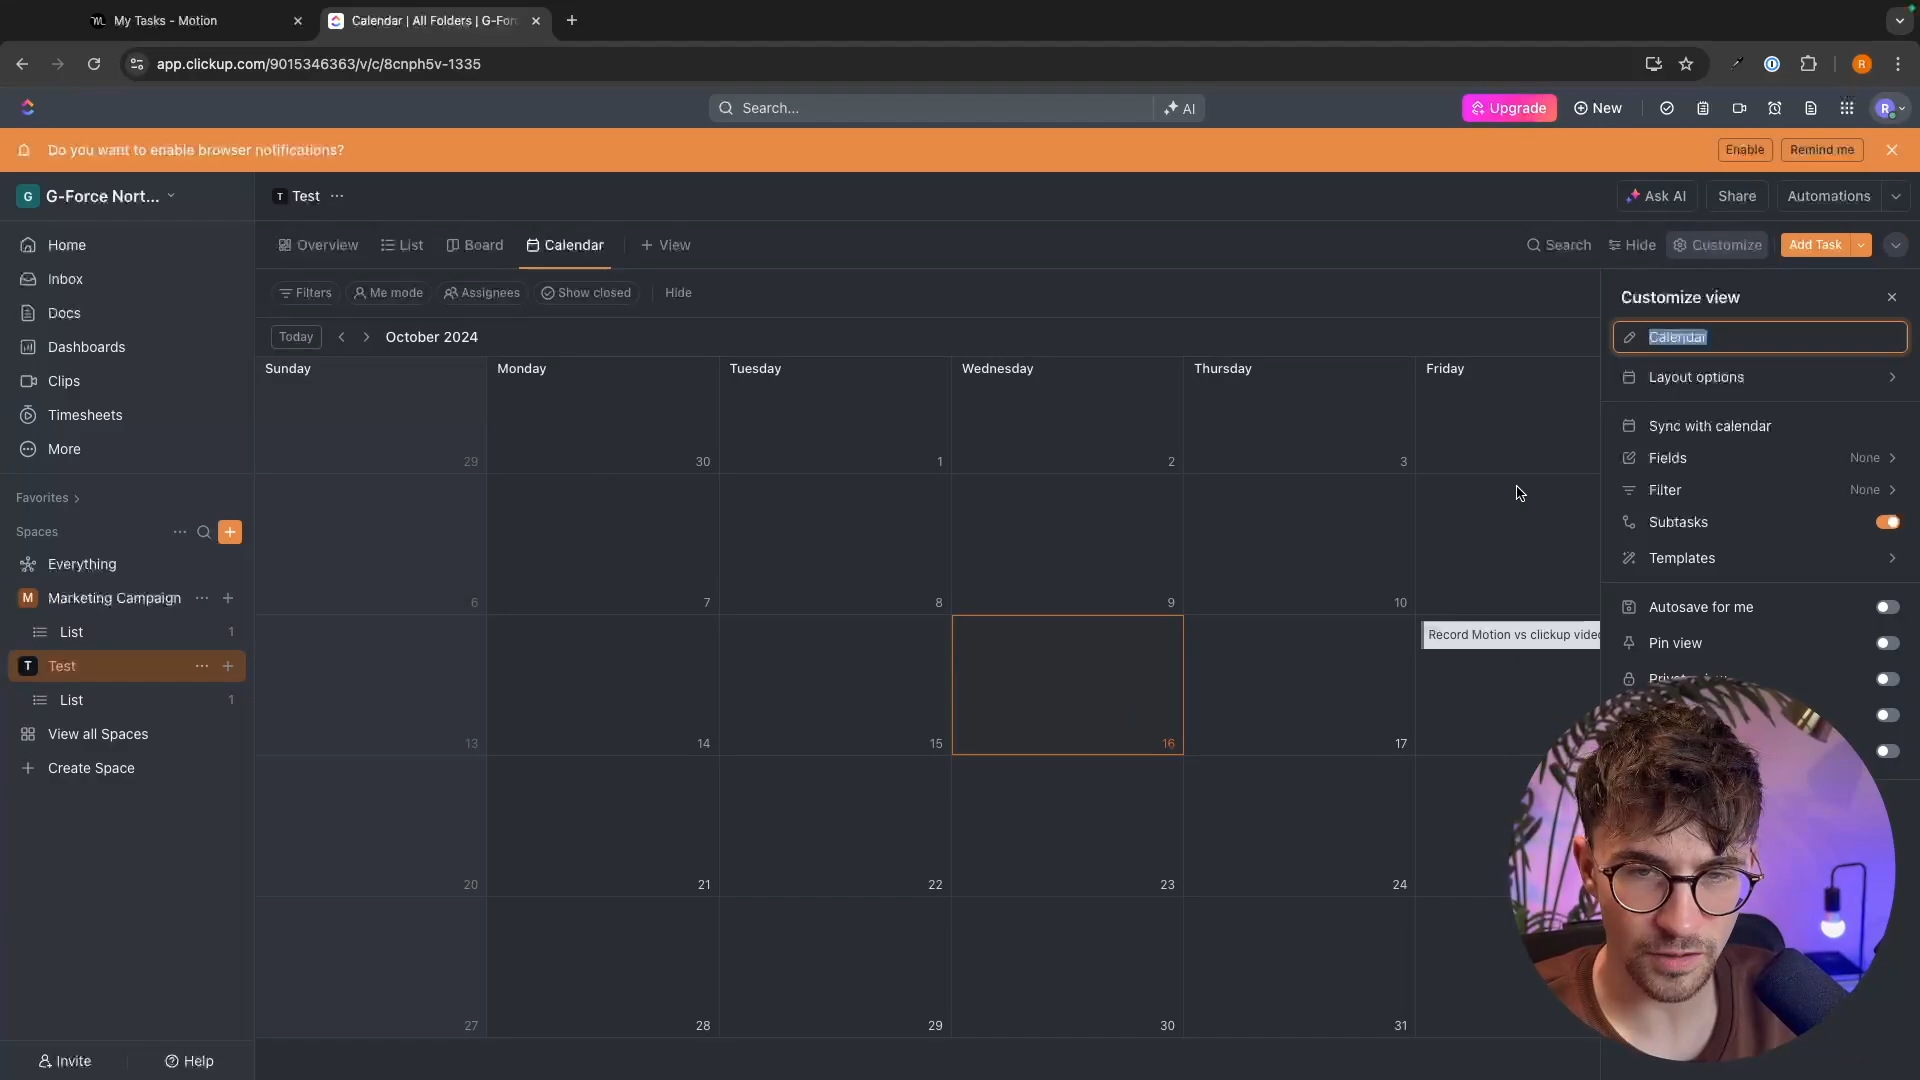 My Tasks - Motion
Calendar | All Folders | G-For
app.clickup.com/9015346363/v/c/8cnph5v-1335
Search...
AI
Upgrade
New
R
Do you want to enable browser notifications?
Enable
Remind me
G
G-Force Nort...
T
Test
Ask AI
Share
Automations
Home
Inbox
Docs
Dashboards
Clips
Timesheets
More
Favorites
Spaces
Everything
M
Marketing Campaign
List
1
T
Test
List
1
View all Spaces
Create Space
Invite
Help
Overview
List
Board
Calendar
+ View
Search
Hide
Customize
Add Task
Filters
Me mode
Assignees
Show closed
Hide
Today
October 2024
Sunday
Monday
Tuesday
Wednesday
Thursday
Friday
29
30
1
2
3
6
7
8
9
10
Record Motion vs clickup video
13
14
15
16
17
20
21
22
23
24
27
28
29
30
31
Customize view
Calendar
Layout options
Sync with calendar
Fields
None
Filter
None
Subtasks
Templates
Autosave for me
Pin view